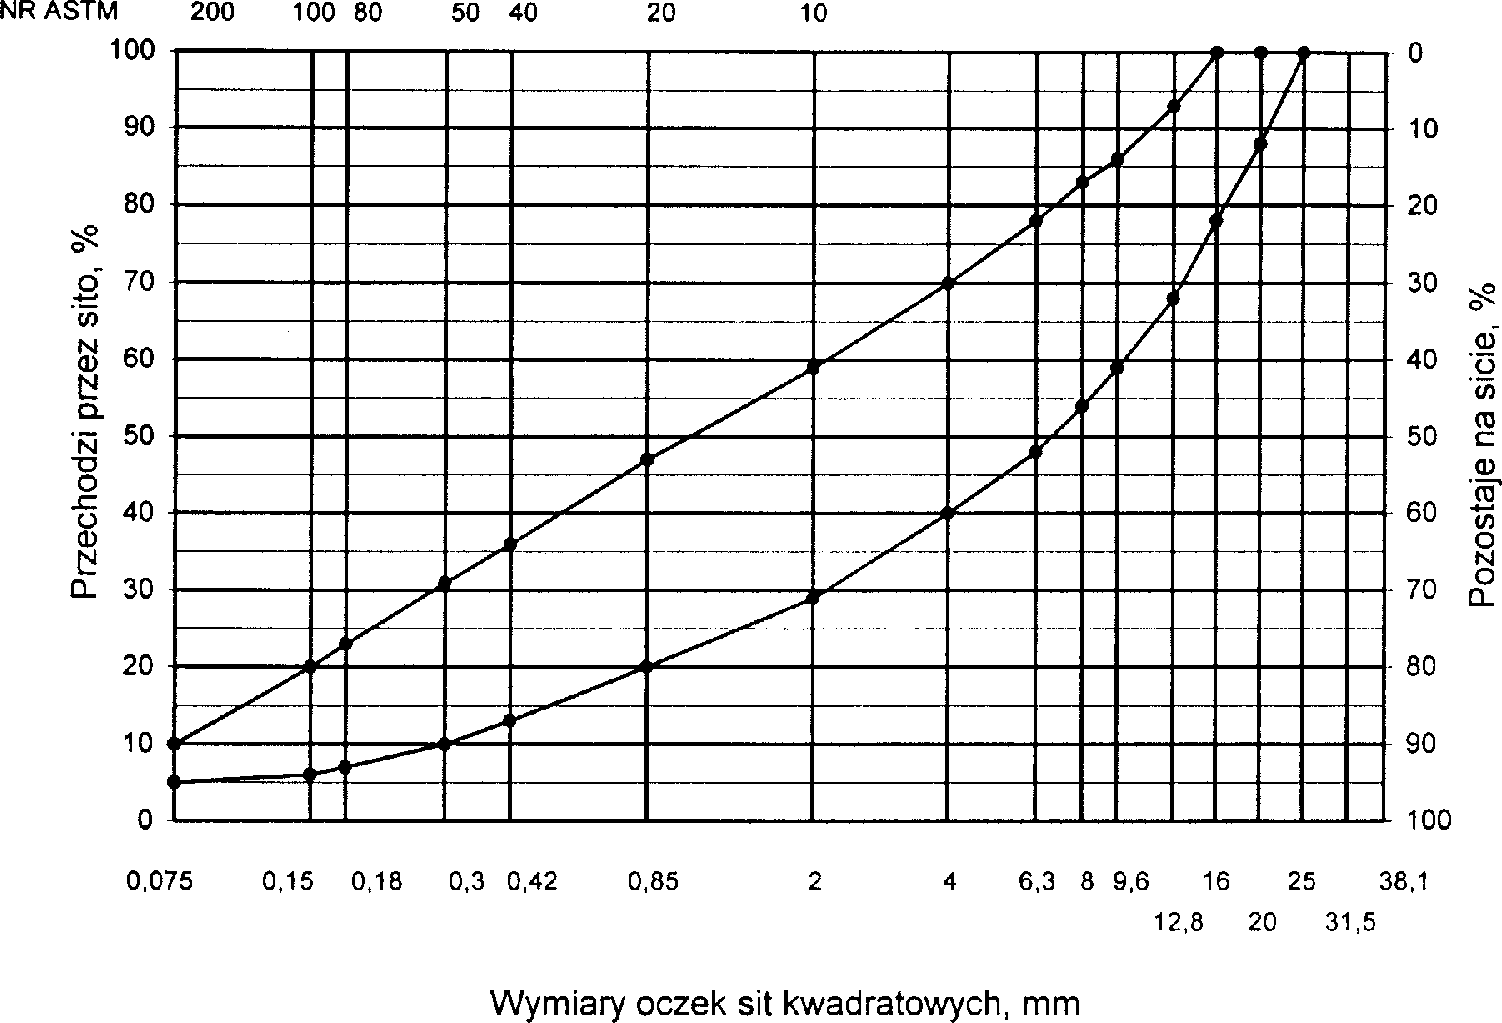 NR ASTM 200 100 80 50 40 20 10
100 0
90 10
80 20
70 30
60 40
50 50
40 60
30 70
20 80
10 90
0 100
Przechodzi przez sito, %
Pozostaje na sicie, %
0,075 0,15 0,18 0,3 0,42 0,85 2 4 6,3 8 9,6 16 25 38,1
12,8 20 31,5
Wymiary oczek sit kwadratowych, mm